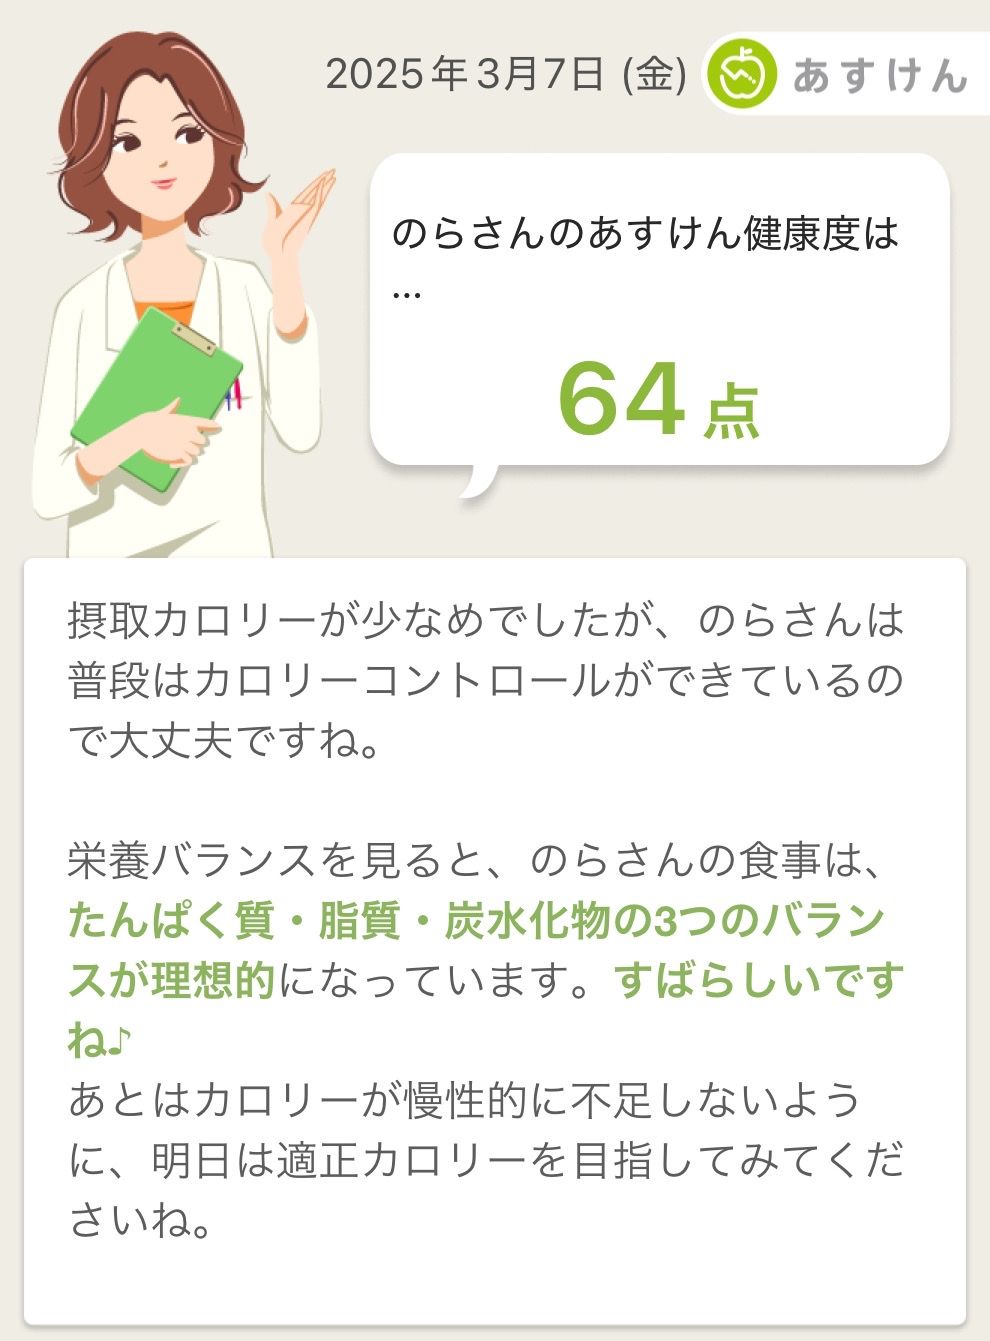 2025年3月7日 (金)
あすけん
のらさんのあすけん健康度は
...
64点
摂取カロリーが少なめでしたが、のらさんは
普段はカロリーコントロールができているの
で大丈夫ですね。
栄養バランスを見ると、のらさんの食事は、
たんぱく質・脂質・炭水化物の3つのバラン
スが理想的になっています。すばらしいです
ね♪
あとはカロリーが慢性的に不足しないよう
に、明日は適正カロリーを目指してみてくだ
さいね。